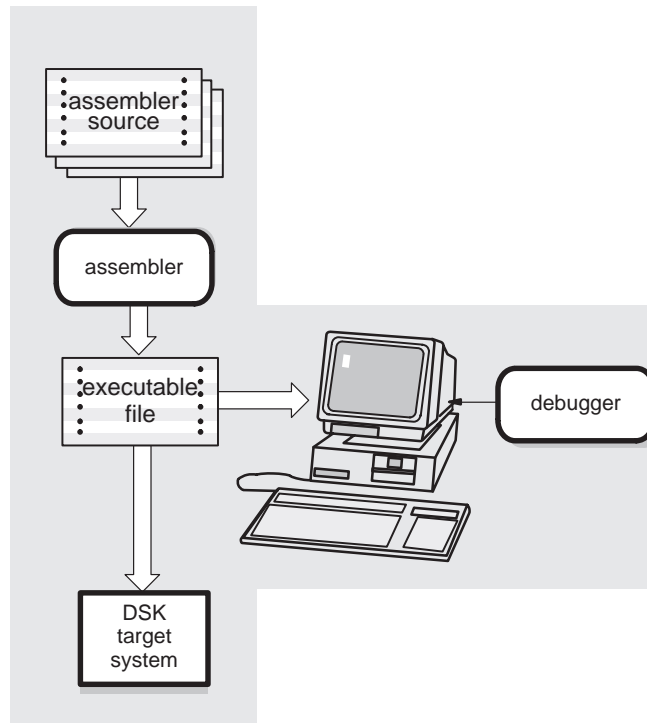 assembler
source
assembler
executable
file
debugger
DSK
target
system